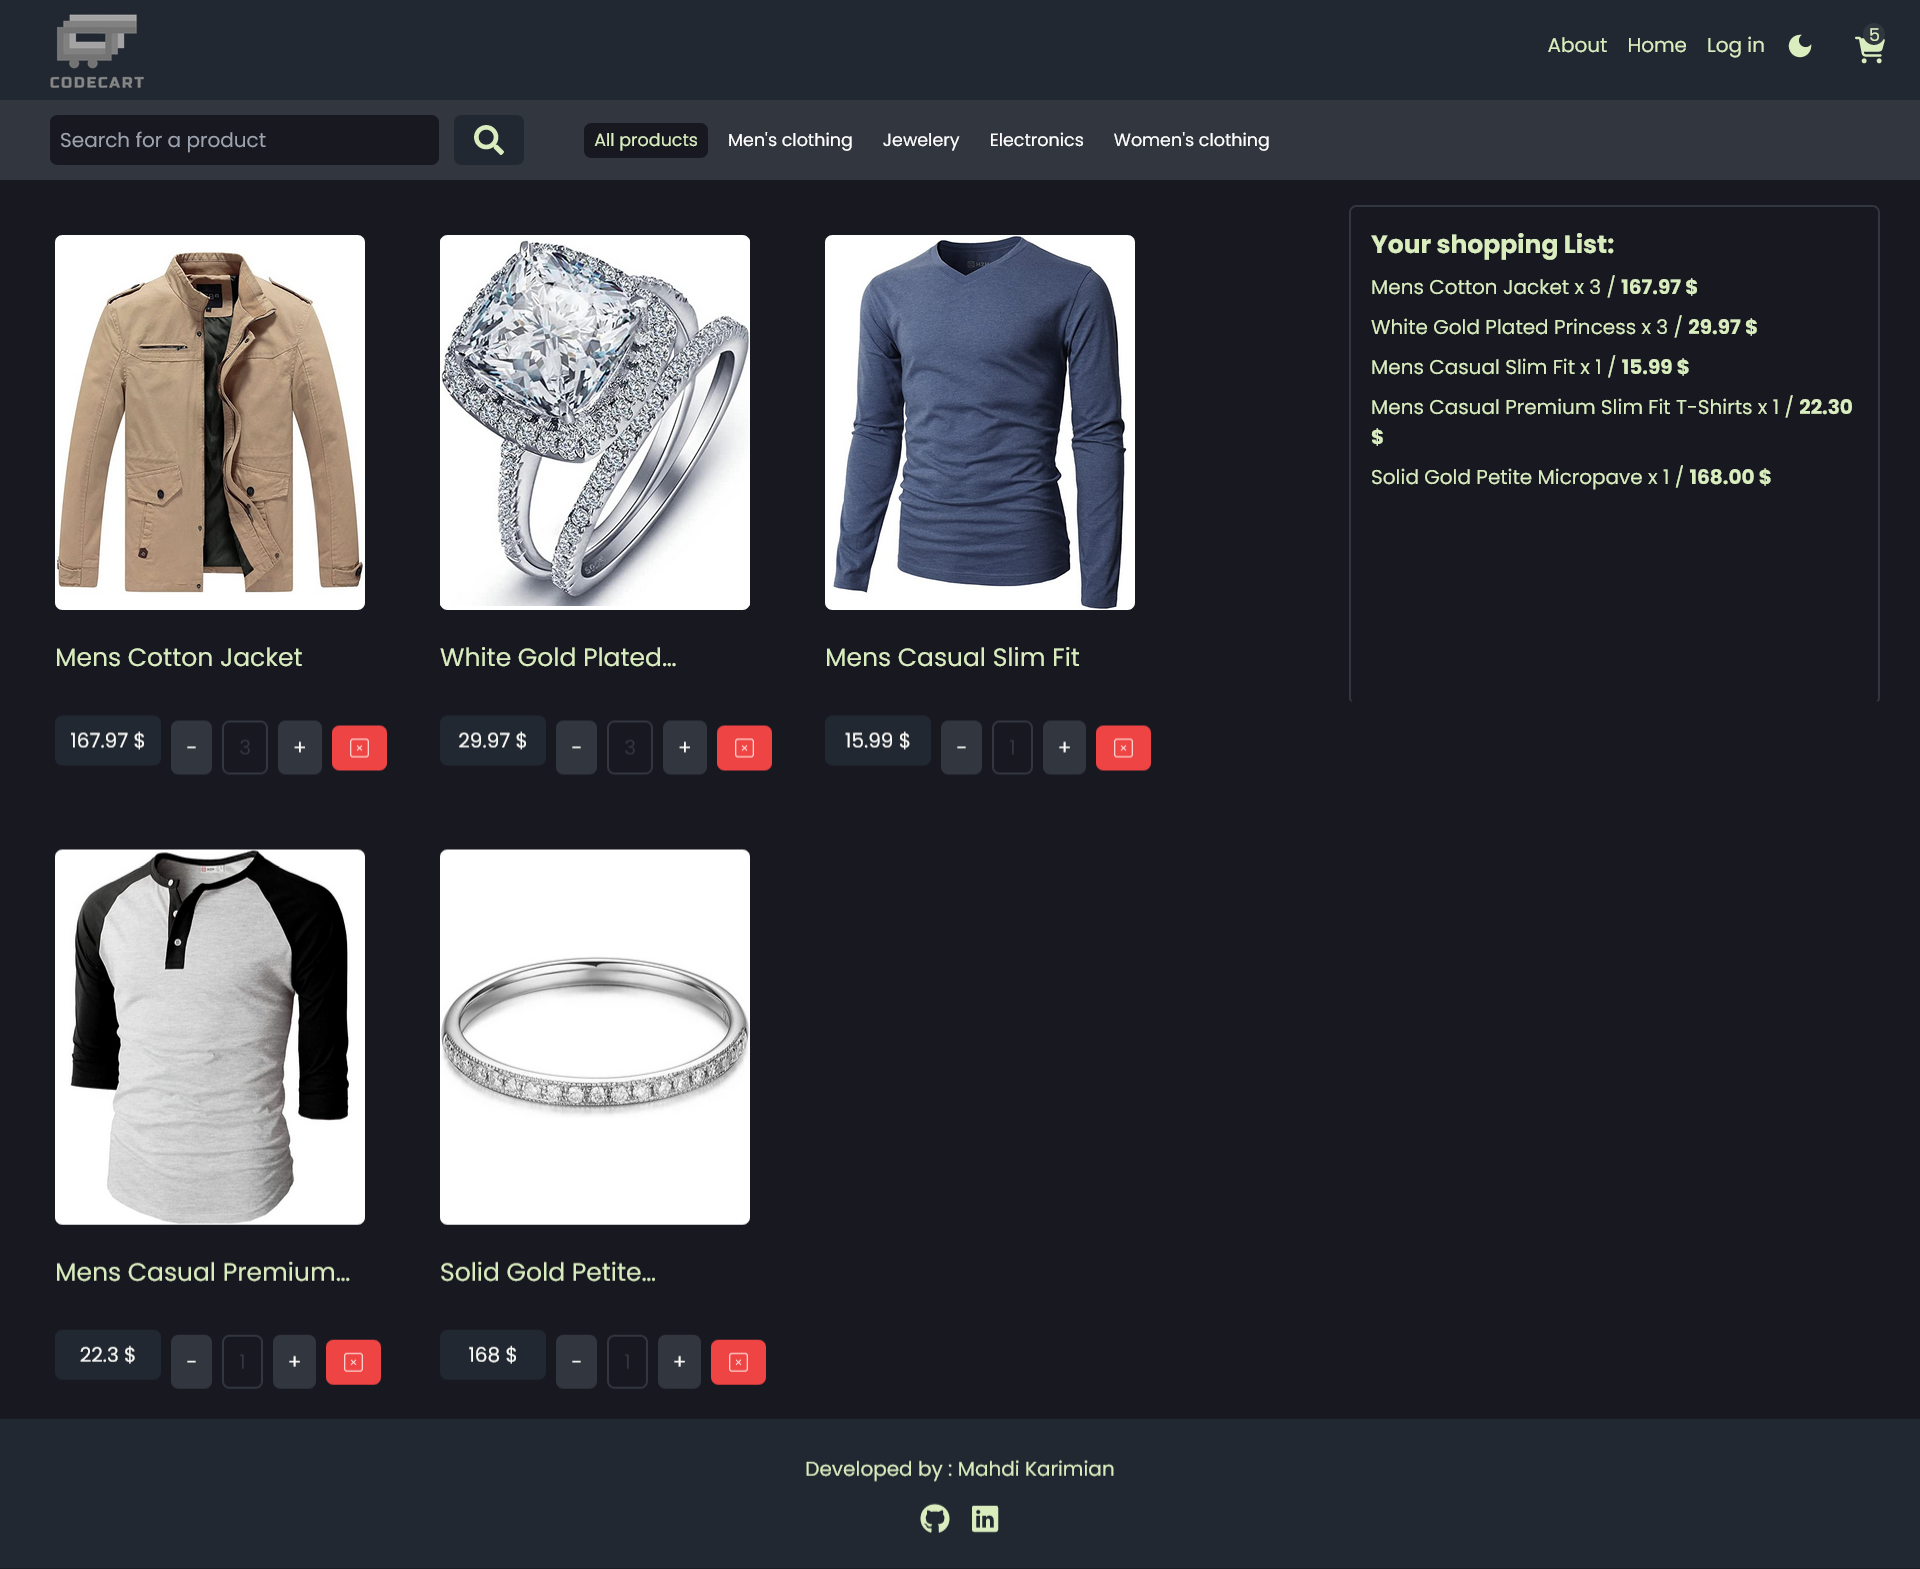 CODECART
About Home Log in 5
Search for a product
All products Men's clothing Jewelery Electronics Women's clothing
Your shopping List:
Mens Cotton Jacket x 3 / 167.97 $
White Gold Plated Princess x 3 / 29.97 $
Mens Casual Slim Fit x 1 / 15.99 $
Mens Casual Premium Slim Fit T-Shirts x 1 / 22.30
$
Solid Gold Petite Micropave x 1 / 168.00 $
Mens Cotton Jacket
White Gold Plated...
Mens Casual Slim Fit
167.97 $ - 3 +
29.97 $ - 3 +
15.99 $ - 1 +
Mens Casual Premium...
Solid Gold Petite...
22.3 $ - 1 +
168 $ - 1 +
Developed by : Mahdi Karimian